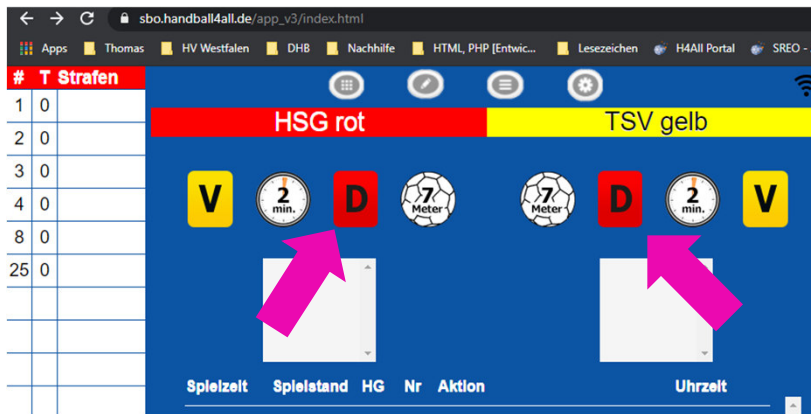 sbo.handball4all.de/app_v3/index.html
Apps Thomas HV Westfalen DHB Nachhilfe HTML, PHP [Entwic... Lesezeichen H4All Portal SREO -
# T Strafen
1 0
2 0
3 0
4 0
8 0
25 0
HSG rot TSV gelb
V 2 min. D 7 Meter 7 Meter D 2 min. V
Spielzeit Spielstand HG Nr Aktion Uhrzeit